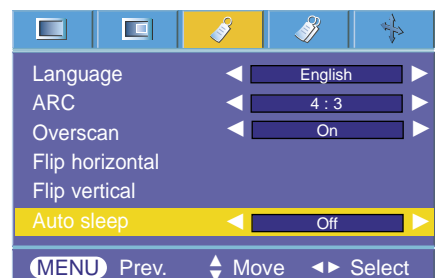 Language English
ARC 4 : 3
Overscan On
Flip horizontal
Flip vertical
Auto sleep Off
MENU Prev. Move Select